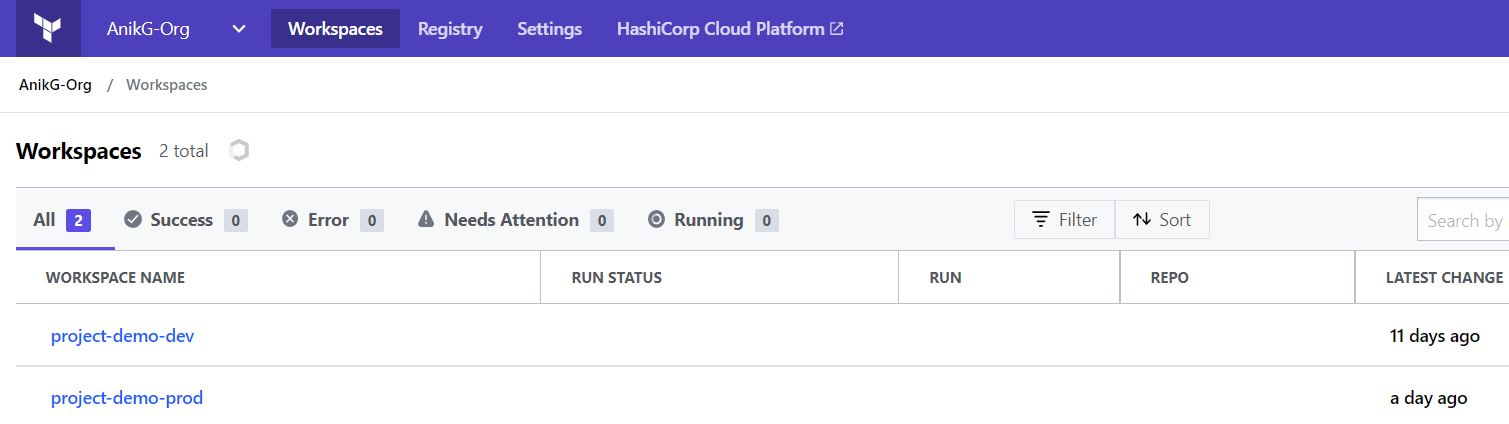 AnikG-Org Workspaces Registry Settings HashiCorp Cloud Platform
AnikG-Org / Workspaces
Workspaces 2 total
All 2 Success 0 Error 0 Needs Attention 0 Running 0 Filter Sort Search by
WORKSPACE NAME RUN STATUS RUN REPO LATEST CHANGE
project-demo-dev 11 days ago
project-demo-prod a day ago